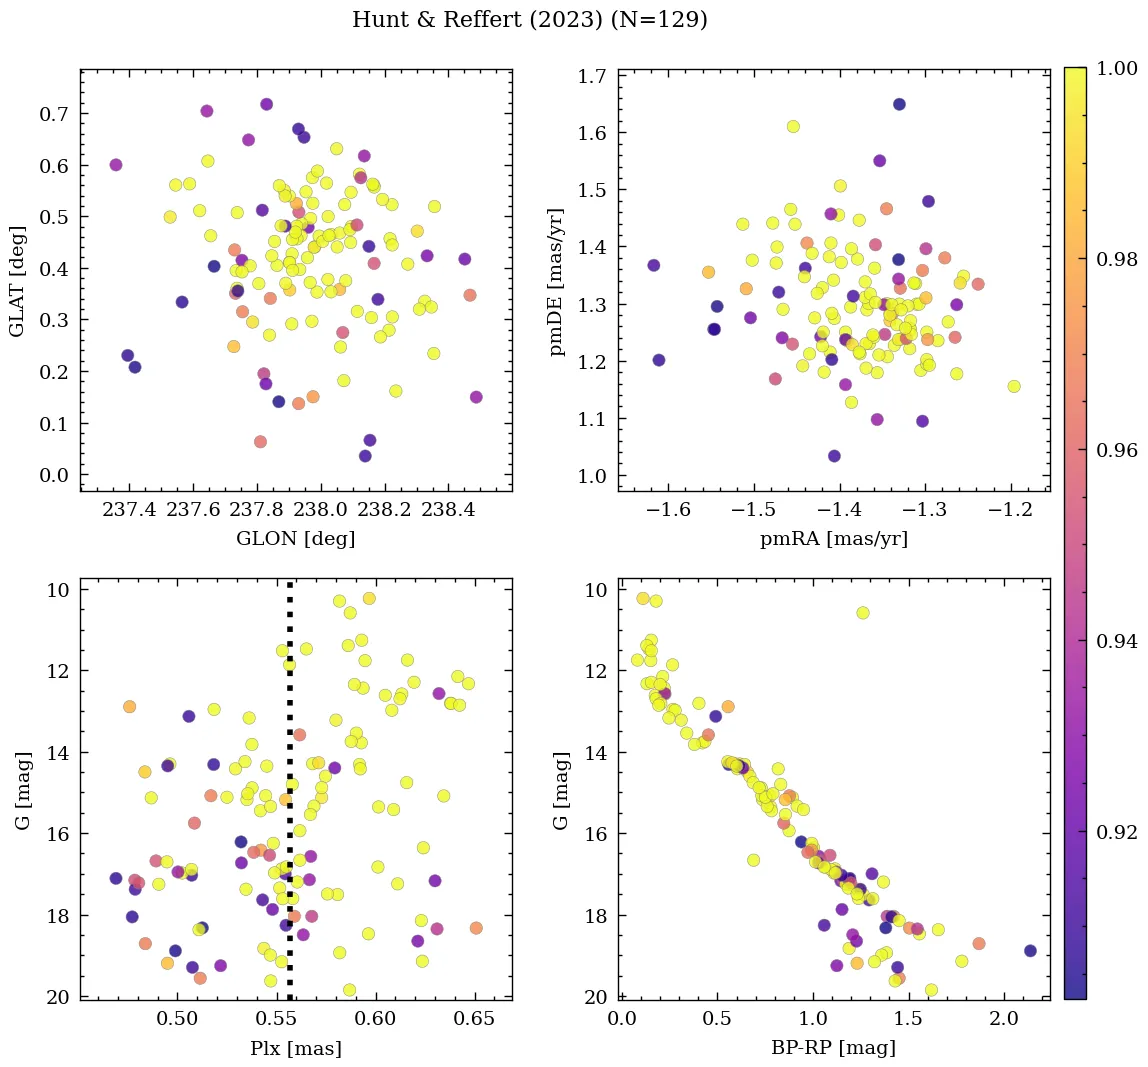 Hunt & Reffert (2023) (N=129)
0.7
0.6
0.5
0.4
0.3
0.2
0.1
0.0
GLAT [deg]
237.4 237.6 237.8 238.0 238.2 238.4
GLON [deg]
1.7
1.6
1.5
1.4
1.3
1.2
1.1
1.0
pmDE [mas/yr]
−1.6 −1.5 −1.4 −1.3 −1.2
pmRA [mas/yr]
1.00
0.98
0.96
0.94
0.92
10
12
14
16
18
20
G [mag]
0.50 0.55 0.60 0.65
Plx [mas]
10
12
14
16
18
20
G [mag]
0.0 0.5 1.0 1.5 2.0
BP-RP [mag]